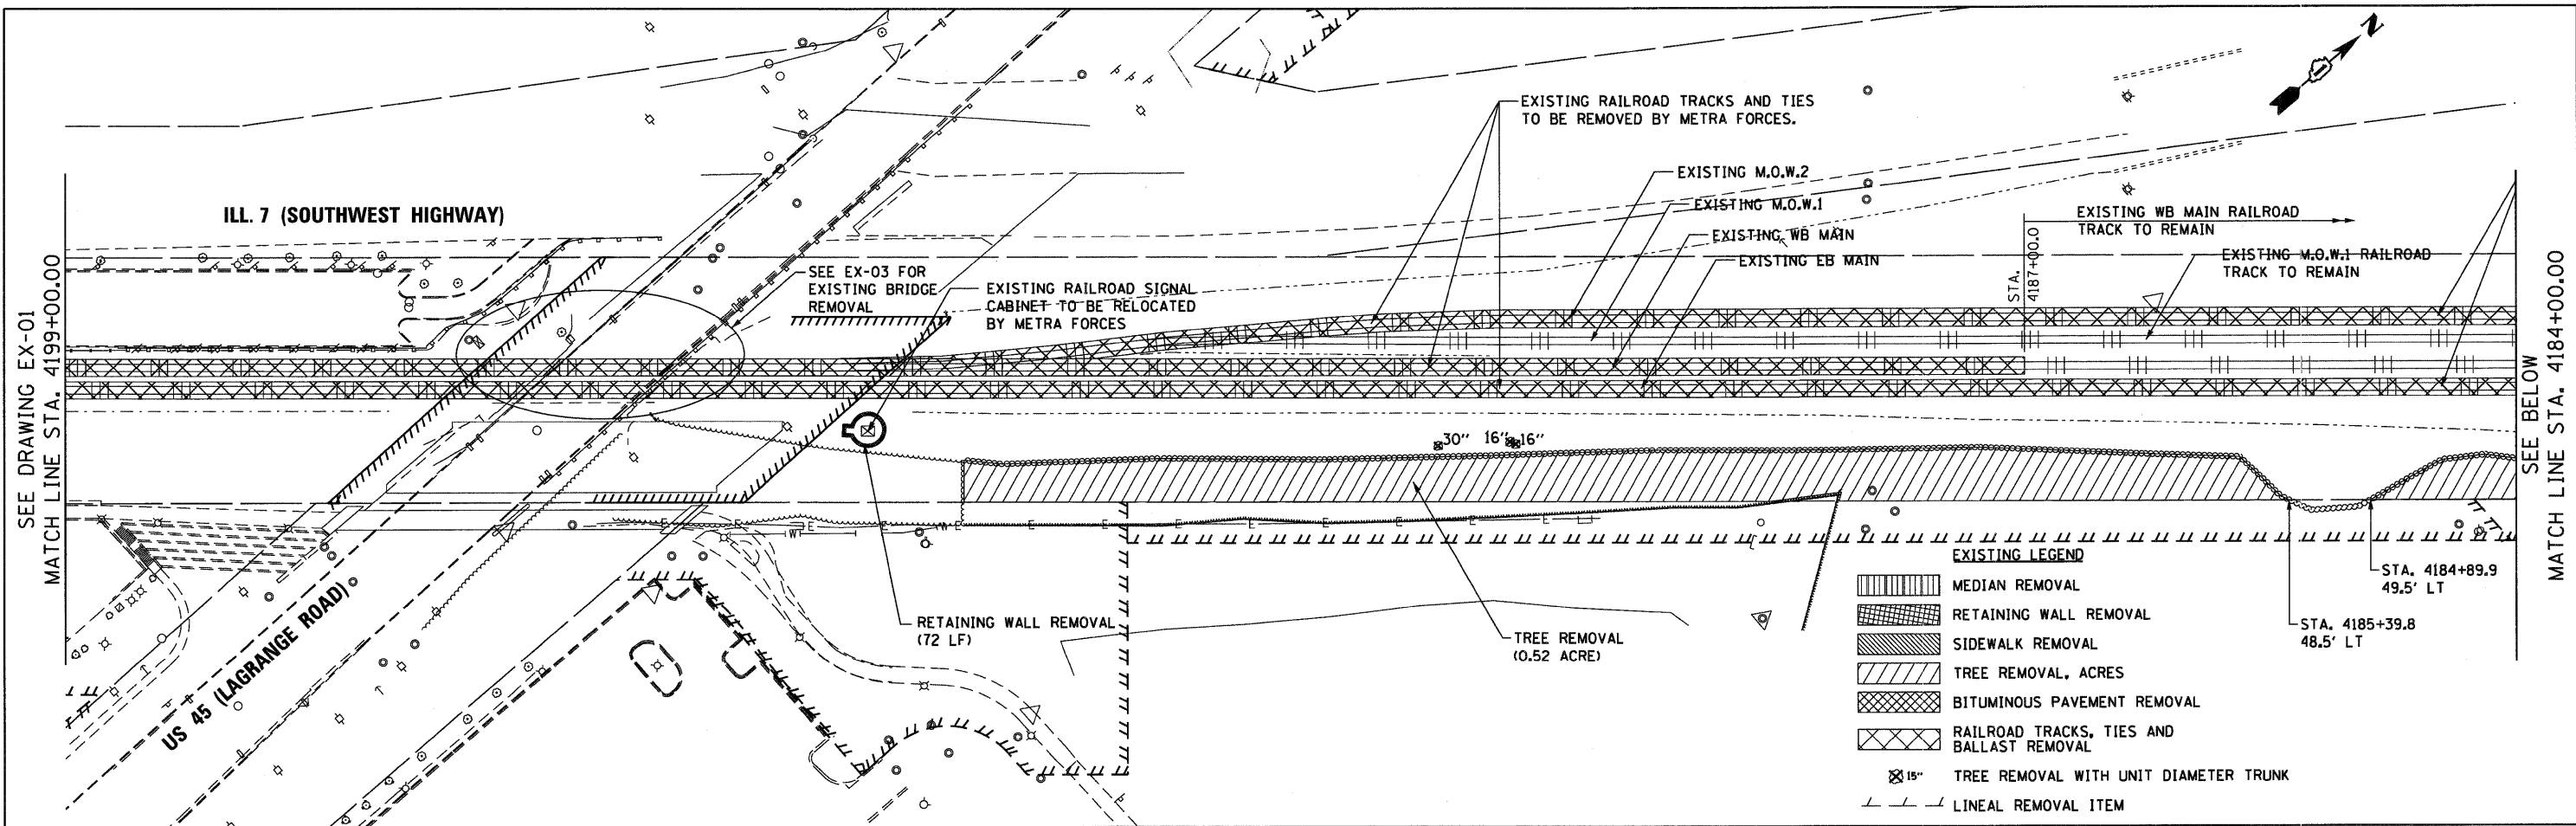 N
EXISTING RAILROAD TRACKS AND TIES
TO BE REMOVED BY METRA FORCES.
EXISTING M.O.W.2
EXISTING M.O.W.1
EXISTING WB MAIN
EXISTING EB MAIN
ILL. 7 (SOUTHWEST HIGHWAY)
EXISTING WB MAIN RAILROAD
TRACK TO REMAIN
EXISTING M.O.W.1 RAILROAD
TRACK TO REMAIN
STA.
4187+00.0
SEE EX-03 FOR
EXISTING BRIDGE
REMOVAL
EXISTING RAILROAD SIGNAL
CABINET TO BE RELOCATED
BY METRA FORCES
SEE DRAWING EX-01
MATCH LINE STA. 4199+00.00
SEE BELOW
MATCH LINE STA. 4184+00.00
30" 16" 16"
E E E E W E E E E E E E E
W
US 45 (LAGRANGE ROAD)
RETAINING WALL REMOVAL
(72 LF)
TREE REMOVAL
(0.52 ACRE)
STA. 4184+89.9
49.5' LT
STA. 4185+39.8
48.5' LT
EXISTING LEGEND
MEDIAN REMOVAL
RETAINING WALL REMOVAL
SIDEWALK REMOVAL
TREE REMOVAL, ACRES
BITUMINOUS PAVEMENT REMOVAL
RAILROAD TRACKS, TIES AND
BALLAST REMOVAL
15" TREE REMOVAL WITH UNIT DIAMETER TRUNK
LINEAL REMOVAL ITEM